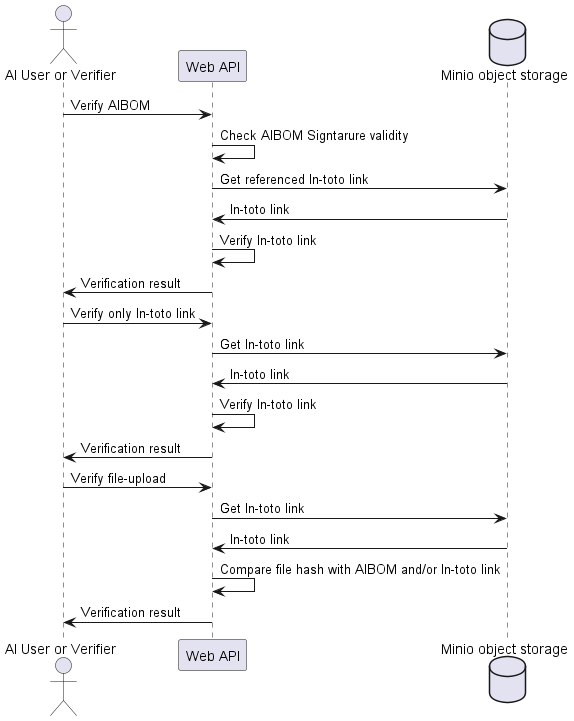 AI User or Verifier
Web API
Minio object storage
Verify AIBOM
Check AIBOM Signtarure validity
Get referenced In-toto link
In-toto link
Verify In-toto link
Verification result
Verify only In-toto link
Get In-toto link
In-toto link
Verify In-toto link
Verification result
Verify file-upload
Get In-toto link
In-toto link
Compare file hash with AIBOM and/or In-toto link
Verification result
AI User or Verifier
Web API
Minio object storage